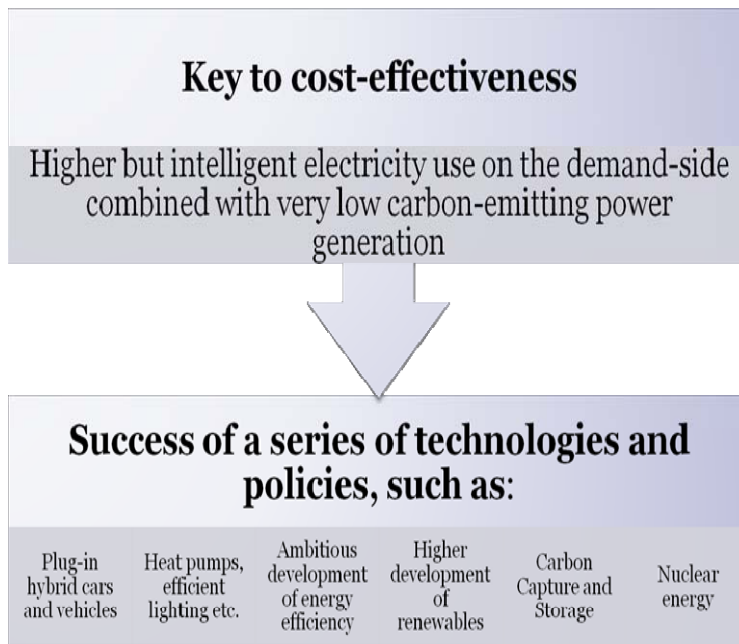 Key to cost-effectiveness
Higher but intelligent electricity use on the demand-side
combined with very low carbon-emitting power
generation
Success of a series of technologies and
policies, such as:
Plug-in
hybrid cars
and vehicles
Heat pumps,
efficient
lighting etc.
Ambitious
development
of energy
efficiency
Higher
development
of
renewables
Carbon
Capture and
Storage
Nuclear
energy